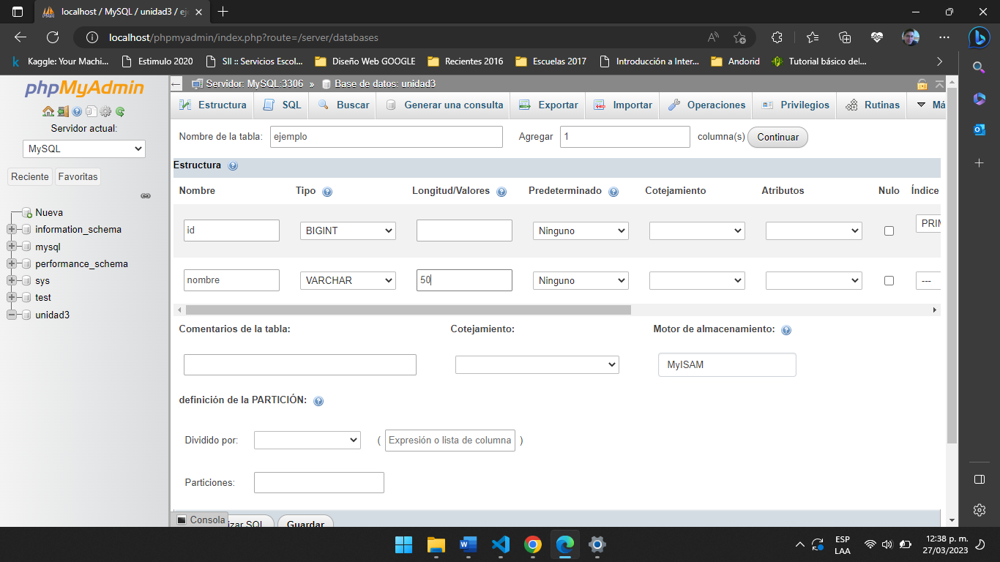 localhost / MySQL / unidad3 / ej
localhost/phpmyadmin/index.php?route=/server/databases
Kaggle: Your Machi...
Estimulo 2020
SII :: Servicios Escol...
Diseño Web GOOGLE
Recientes 2016
Escuelas 2017
Introducción a Inter...
Andorid
Tutorial básico del...
phpMyAdmin
Servidor actual:
MySQL
Reciente
Favoritas
Nueva
information_schema
mysql
performance_schema
sys
test
unidad3
Servidor: MySQL:3306 » Base de datos: unidad3
Estructura
SQL
Buscar
Generar una consulta
Exportar
Importar
Operaciones
Privilegios
Rutinas
Má
Nombre de la tabla: ejemplo Agregar 1 columna(s) Continuar
Estructura
Nombre Tipo Longitud/Valores Predeterminado Cotejamiento Atributos Nulo Índice
id BIGINT Ninguno PRIM
nombre VARCHAR 50 Ninguno ---
Comentarios de la tabla: Cotejamiento: Motor de almacenamiento:
MyISAM
definición de la PARTICIÓN:
Dividido por: ( Expresión o lista de columna )
Particiones:
Consola
izar SQL Guardar
ESP
LAA
12:38 p. m.
27/03/2023